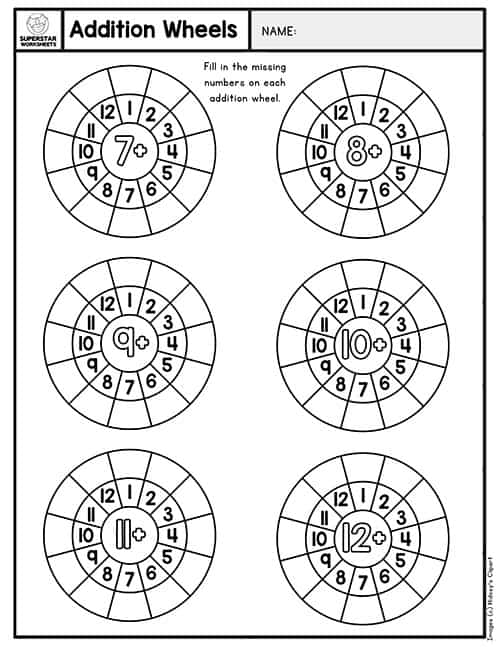 SUPERSTAR
WORKSHEETS
Addition Wheels
NAME:
Fill in the missing
numbers on each
addition wheel.
7+
1 2 3 4 5 6 7 8 9 10 11 12
8+
1 2 3 4 5 6 7 8 9 10 11 12
9+
1 2 3 4 5 6 7 8 9 10 11 12
10+
1 2 3 4 5 6 7 8 9 10 11 12
11+
1 2 3 4 5 6 7 8 9 10 11 12
12+
1 2 3 4 5 6 7 8 9 10 11 12
Images (c) Kidsey's Clipart